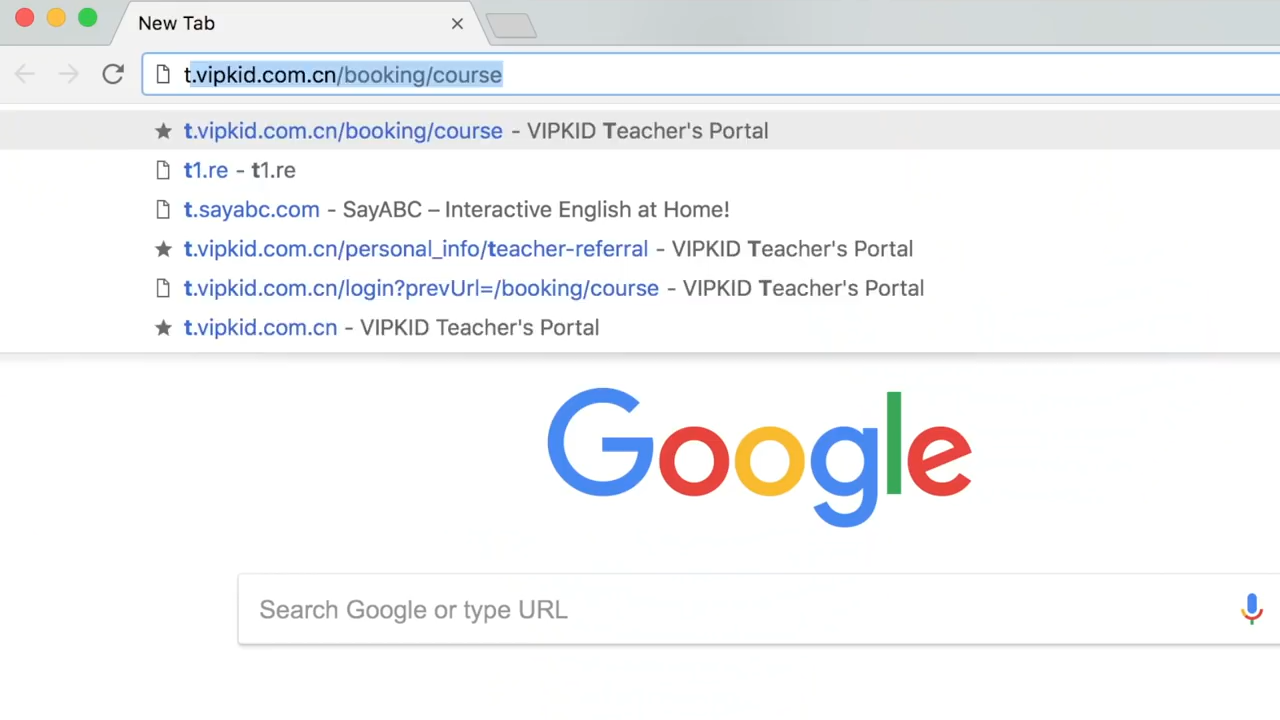 New Tab
t.vipkid.com.cn/booking/course
t.vipkid.com.cn/booking/course - VIPKID Teacher's Portal
t1.re - t1.re
t.sayabc.com - SayABC – Interactive English at Home!
t.vipkid.com.cn/personal_info/teacher-referral - VIPKID Teacher's Portal
t.vipkid.com.cn/login?prevUrl=/booking/course - VIPKID Teacher's Portal
t.vipkid.com.cn - VIPKID Teacher's Portal
Google
Search Google or type URL